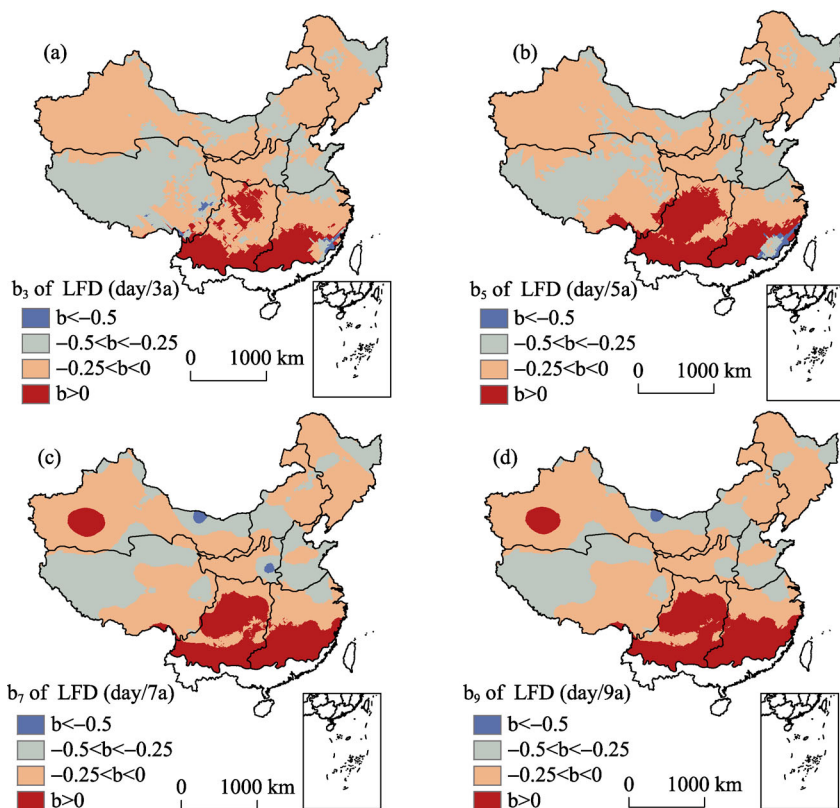 (a)
b₃ of LFD (day/3a)
b<−0.5
−0.5<b<−0.25
−0.25<b<0
b>0
0 1000 km
(b)
b₅ of LFD (day/5a)
b<−0.5
−0.5<b<−0.25
−0.25<b<0
b>0
0 1000 km
(c)
b₇ of LFD (day/7a)
b<−0.5
−0.5<b<−0.25
−0.25<b<0
b>0
0 1000 km
(d)
b₉ of LFD (day/9a)
b<−0.5
−0.5<b<−0.25
−0.25<b<0
b>0
0 1000 km